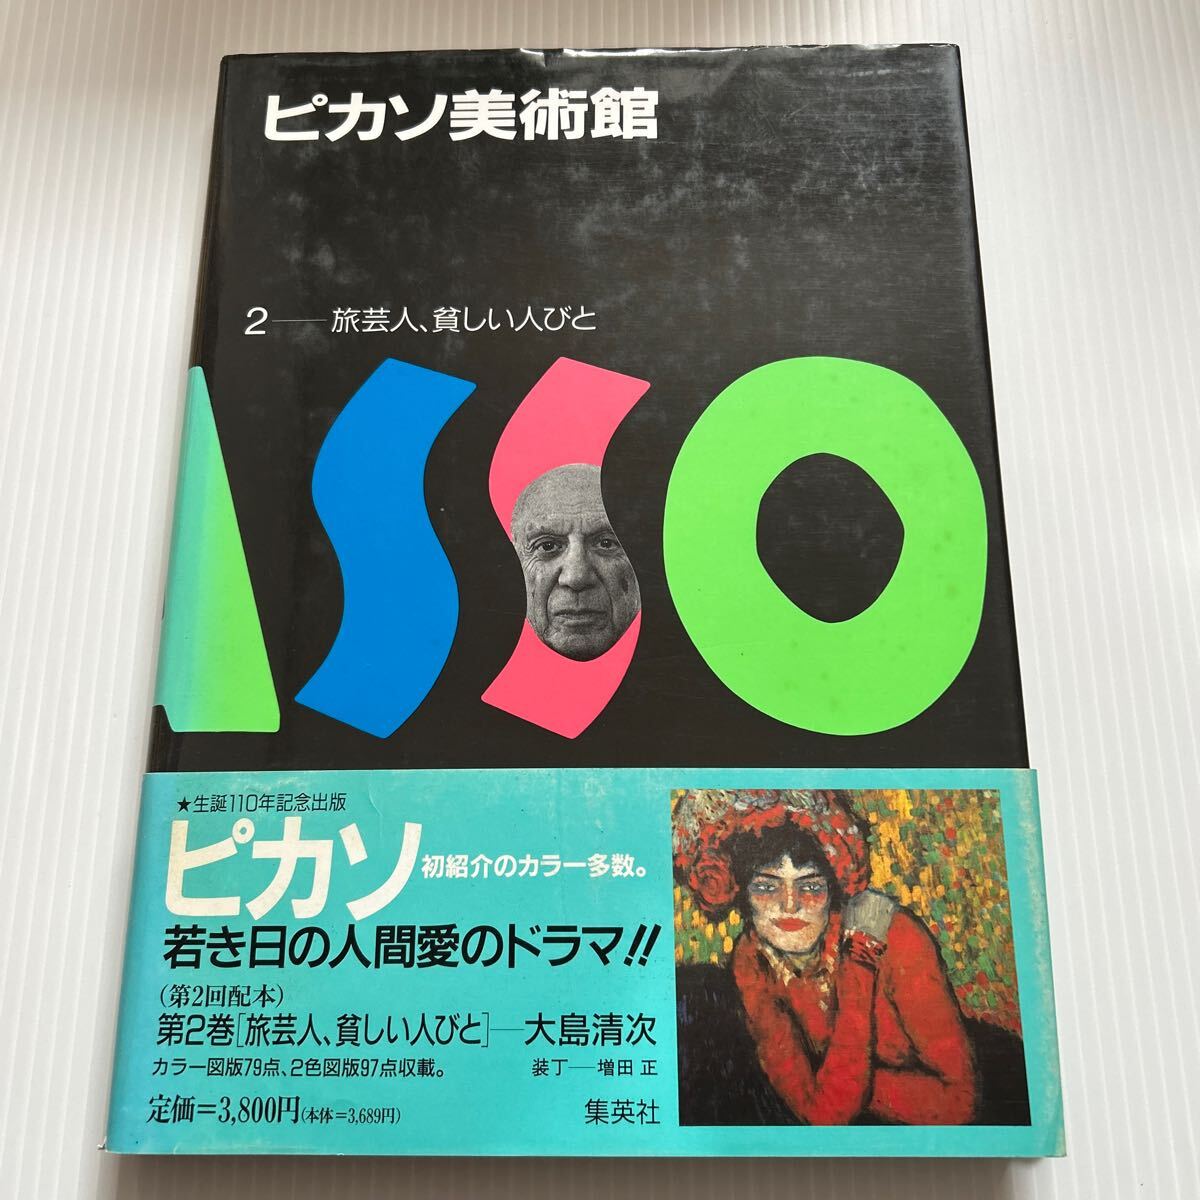 ピカソ美術館
2——旅芸人、貧しい人びと
ASSO
★生誕110年記念出版
ピカソ 初紹介のカラー多数。
若き日の人間愛のドラマ!!
(第2回配本)
第2巻[旅芸人、貧しい人びと]—大島清次
カラー図版79点、2色図版97点収載。 装丁—増田 正
定価=3,800円(本体=3,689円) 集英社